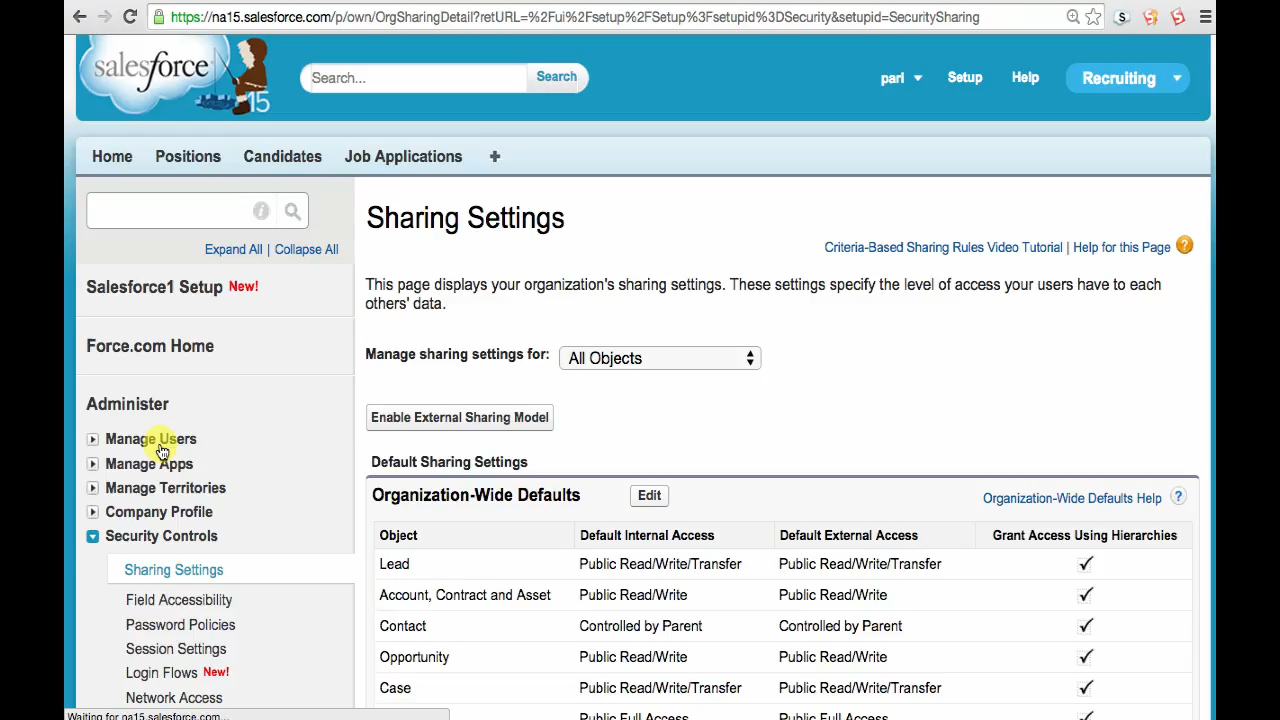 https://na15.salesforce.com/p/own/OrgSharingDetail?retURL=%2Fui%2Fsetup%2FSetup%3Fsetupid%3DSecurity&setupid=SecuritySharing
salesforce
15
Search...
Search
parl
Setup
Help
Recruiting
Home
Positions
Candidates
Job Applications
+
Expand All | Collapse All
Salesforce1 Setup New!
Force.com Home
Administer
Manage Users
Manage Apps
Manage Territories
Company Profile
Security Controls
Sharing Settings
Field Accessibility
Password Policies
Session Settings
Login Flows New!
Network Access
Waiting for na15.salesforce.com...
Sharing Settings
Criteria-Based Sharing Rules Video Tutorial | Help for this Page ?
This page displays your organization's sharing settings. These settings specify the level of access your users have to each
others' data.
Manage sharing settings for: All Objects
Enable External Sharing Model
Default Sharing Settings
Organization-Wide Defaults Edit Organization-Wide Defaults Help ?
Object Default Internal Access Default External Access Grant Access Using Hierarchies
Lead Public Read/Write/Transfer Public Read/Write/Transfer ✓
Account, Contract and Asset Public Read/Write Public Read/Write ✓
Contact Controlled by Parent Controlled by Parent ✓
Opportunity Public Read/Write Public Read/Write ✓
Case Public Read/Write/Transfer Public Read/Write/Transfer ✓
Public Full Access Public Full Access ✓